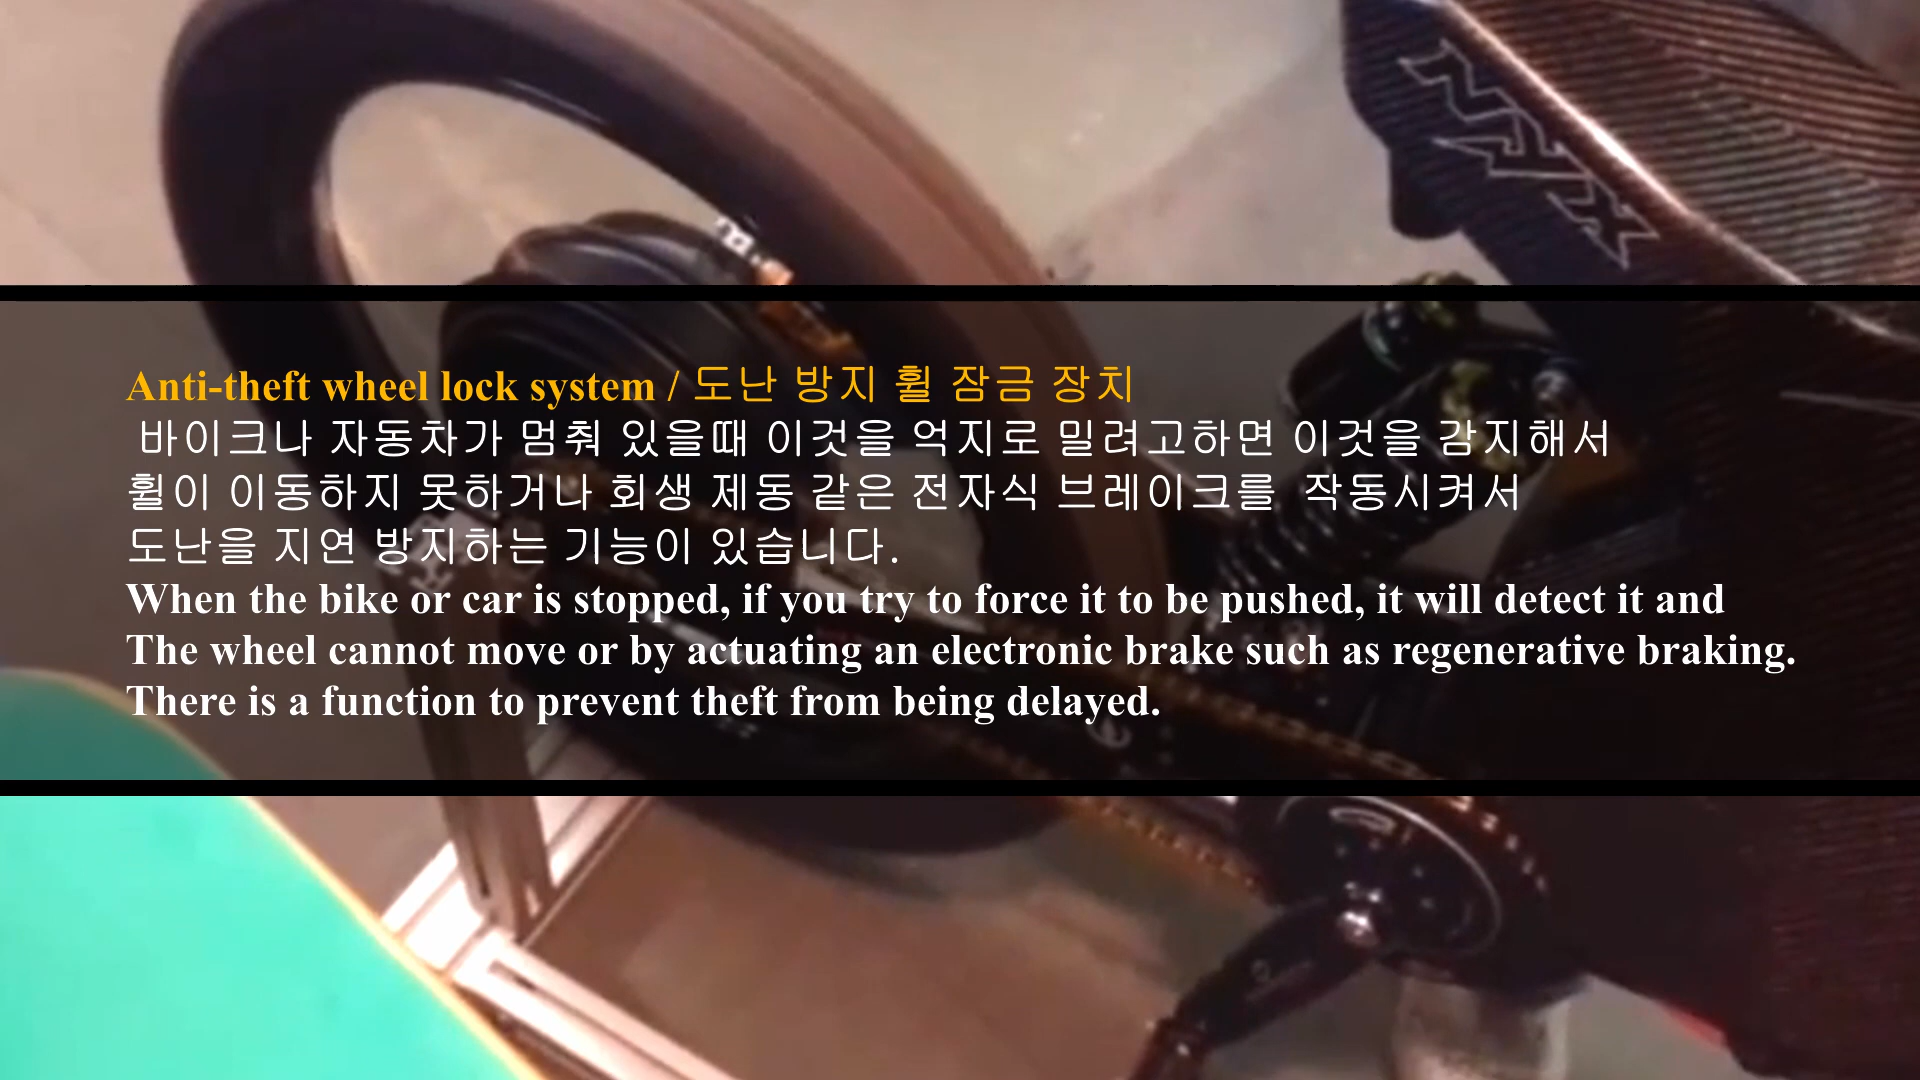 NYX
Anti-theft wheel lock system / 도난 방지 휠 잠금 장치
바이크나 자동차가 멈춰 있을때 이것을 억지로 밀려고하면 이것을 감지해서
휠이 이동하지 못하거나 회생 제동 같은 전자식 브레이크를 작동시켜서
도난을 지연 방지하는 기능이 있습니다.
When the bike or car is stopped, if you try to force it to be pushed, it will detect it and
The wheel cannot move or by actuating an electronic brake such as regenerative braking.
There is a function to prevent theft from being delayed.